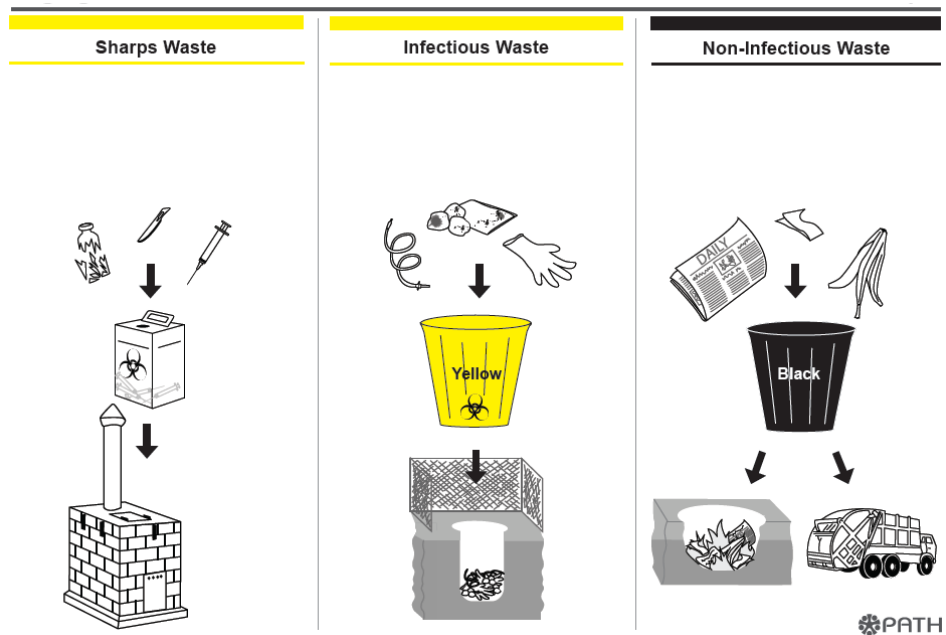 Sharps Waste
Infectious Waste
Non-Infectious Waste
DAILY
Yellow
Black
PATH